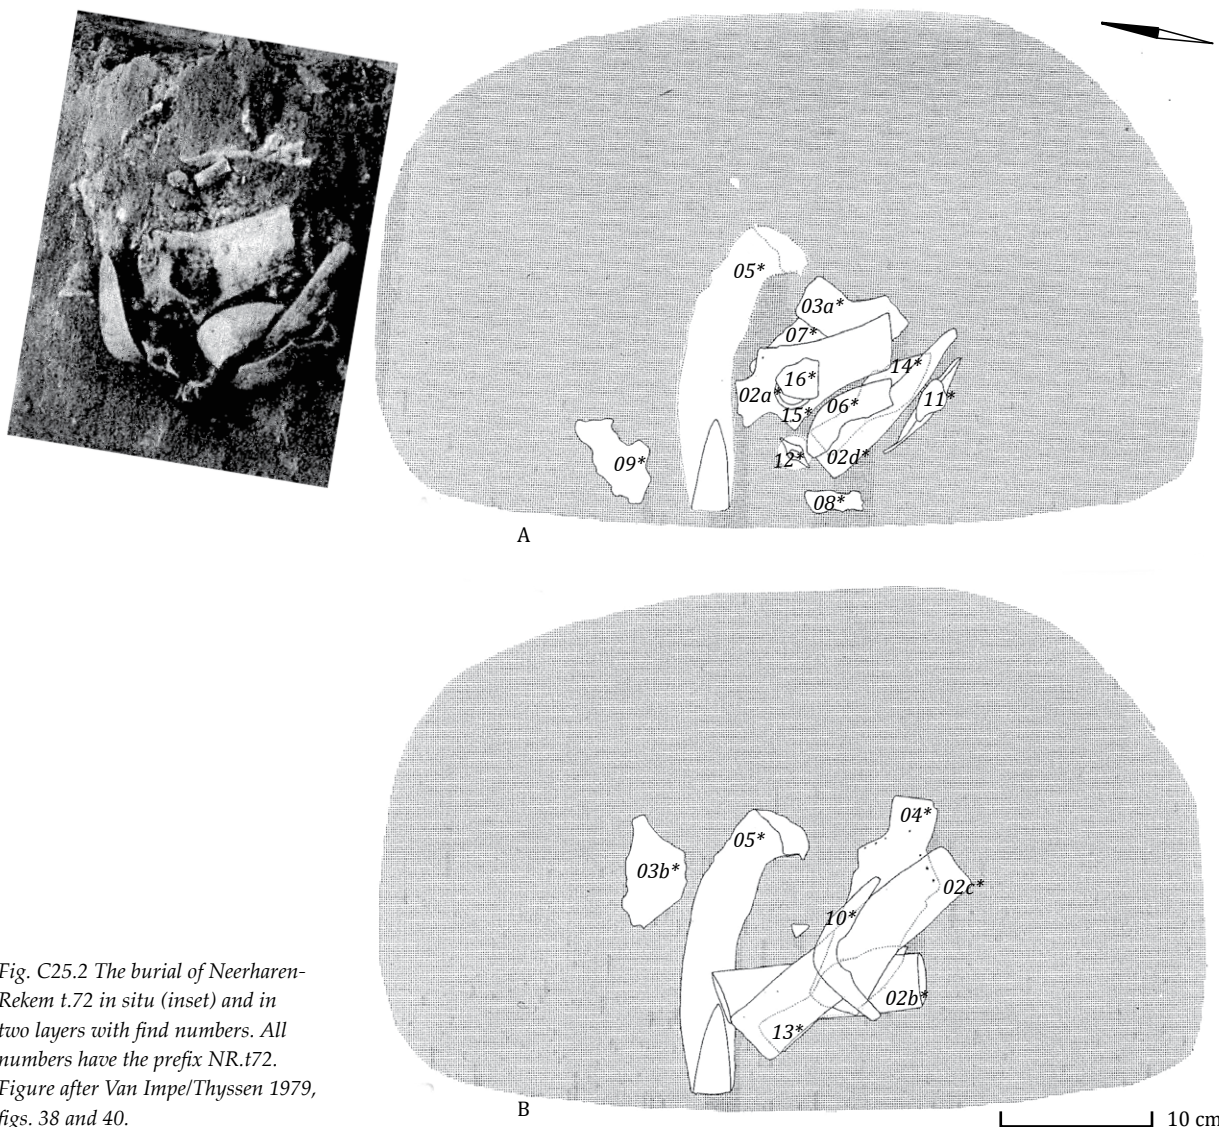 05*
03a*
07*
14*
16*
02a*
06*
11*
15*
12*
02d*
09*
08*
A
04*
05*
03b*
02c*
10*
02b*
13*
B
10 cm
Fig. C25.2 The burial of Neerharen-
Rekem t.72 in situ (inset) and in
two layers with find numbers. All
numbers have the prefix NR.t72.
Figure after Van Impe/Thyssen 1979,
figs. 38 and 40.